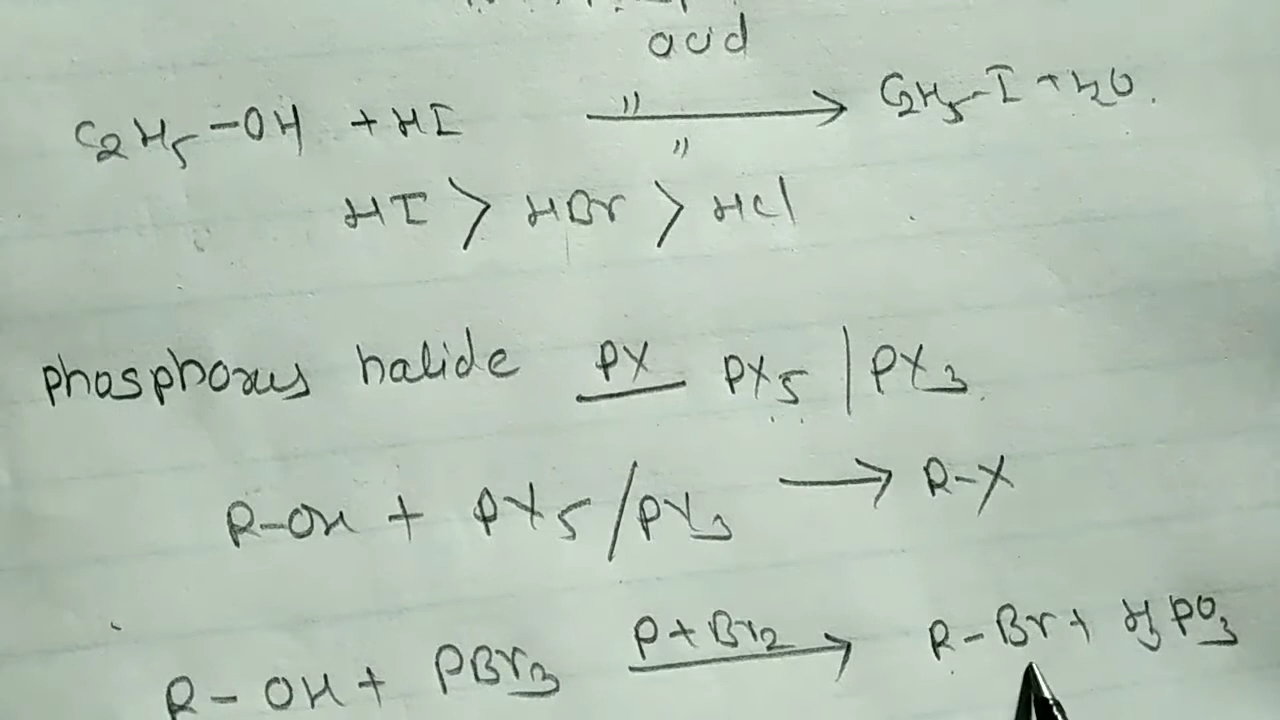 acid
C2H5-OH + HI ——〃〃——> C2H5-I + H2O.
HI > HBr > HCl
phosphorus halide PX PX5 | PX3
R-OH + PX5/PX3 ——> R-X
P+Br2
R-OH + PBr3 ——> R-Br + H3PO3